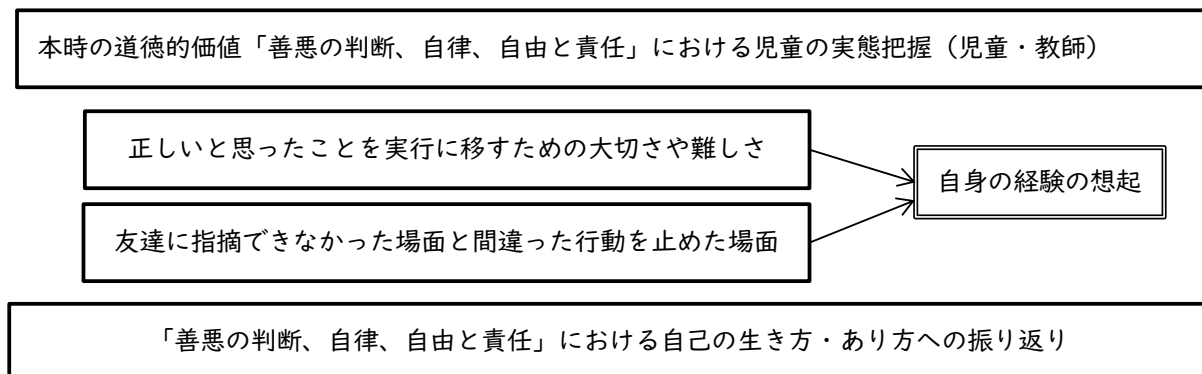 本時の道徳的価値「善悪の判断、自律、自由と責任」における児童の実態把握（児童・教師）
正しいと思ったことを実行に移すための大切さや難しさ
自身の経験の想起
友達に指摘できなかった場面と間違った行動を止めた場面
「善悪の判断、自律、自由と責任」における自己の生き方・あり方への振り返り